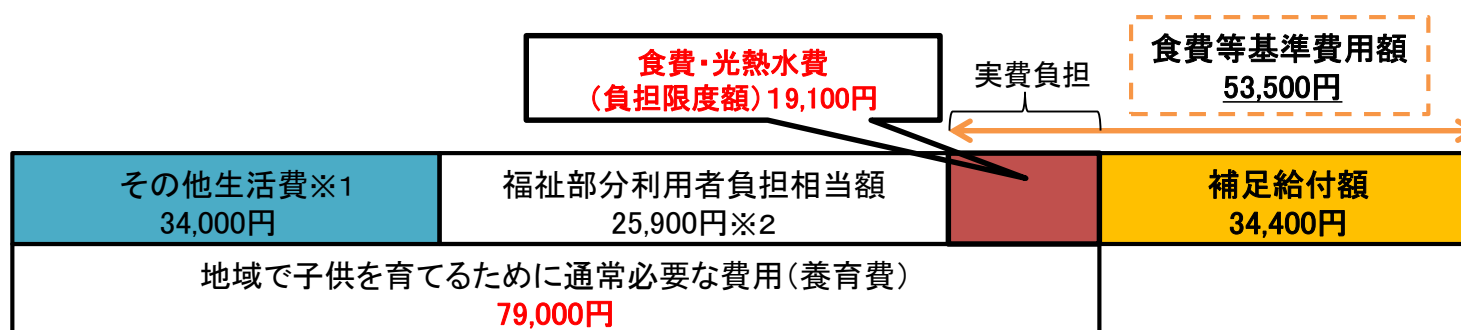 食費・光熱水費
（負担限度額）19,100円
実費負担
食費等基準費用額
53,500円
その他生活費※1
34,000円
福祉部分利用者負担相当額
25,900円※2
補足給付額
34,400円
地域で子供を育てるために通常必要な費用（養育費）
79,000円